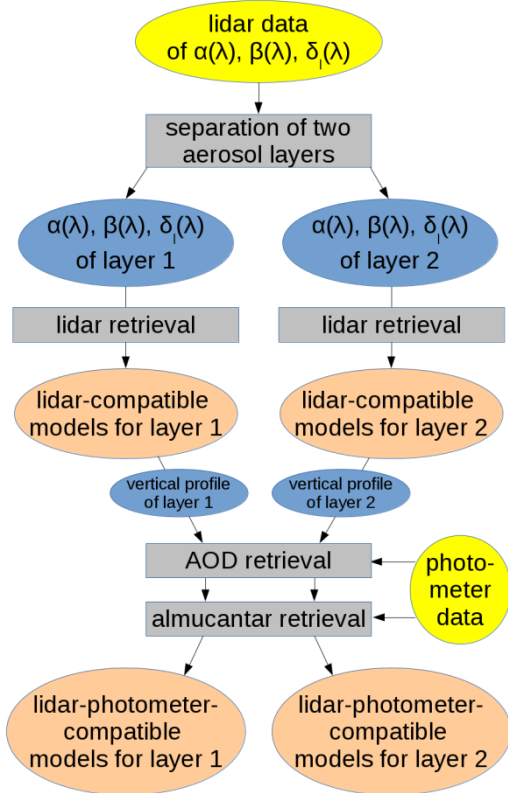 lidar data
of α(λ), β(λ), δₗ(λ)
separation of two
aerosol layers
α(λ), β(λ), δₗ(λ)
of layer 1
α(λ), β(λ), δₗ(λ)
of layer 2
lidar retrieval
lidar retrieval
lidar-compatible
models for layer 1
lidar-compatible
models for layer 2
vertical profile
of layer 1
vertical profile
of layer 2
AOD retrieval
photo-
meter
data
almucantar retrieval
lidar-photometer-
compatible
models for layer 1
lidar-photometer-
compatible
models for layer 2